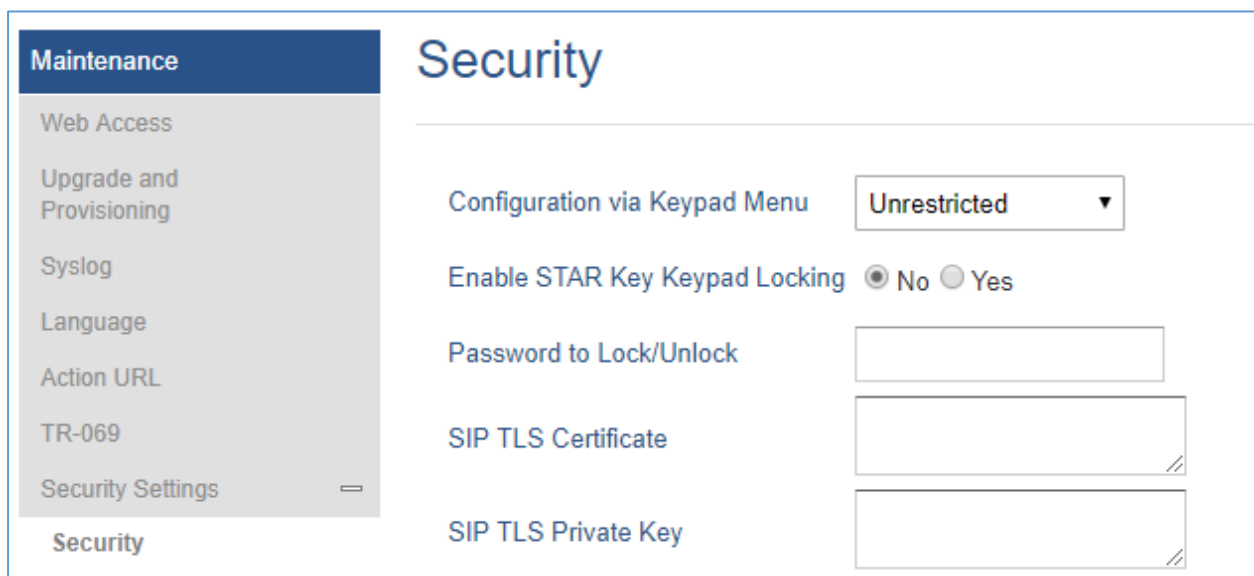 Maintenance
Web Access
Upgrade and
Provisioning
Syslog
Language
Action URL
TR-069
Security Settings
Security
Security
Configuration via Keypad Menu Unrestricted
Enable STAR Key Keypad Locking No Yes
Password to Lock/Unlock
SIP TLS Certificate
SIP TLS Private Key